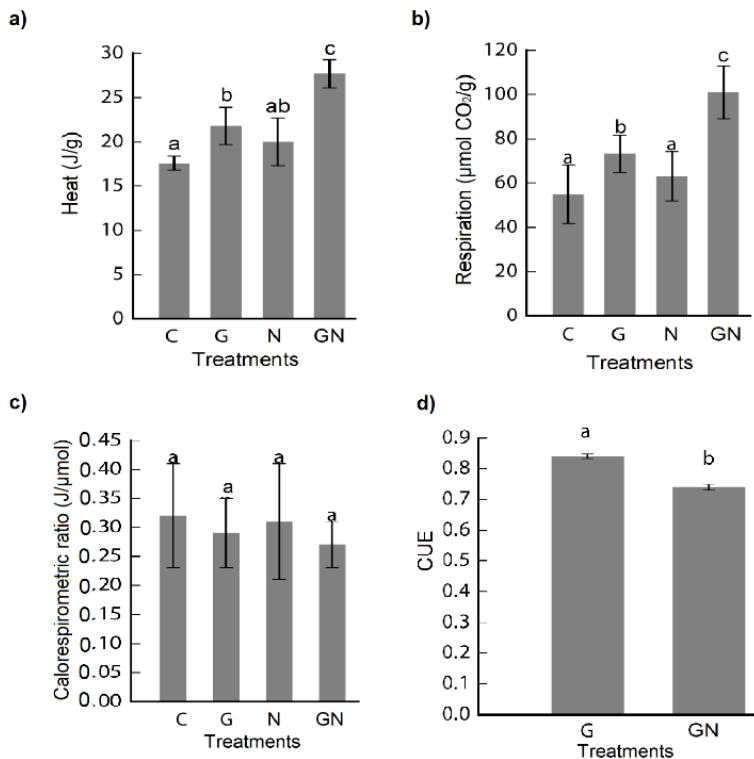 a)
Heat (J/g)
30
25
20
15
10
5
0
a
b
ab
c
C G N GN
Treatments
b)
Respiration (µmol CO₂/g)
120
100
80
60
40
20
0
a
b
a
c
C G N GN
Treatments
c)
Calorespirometric ratio (J/µmol)
0.45
0.40
0.35
0.30
0.25
0.20
0.15
0.10
0.05
0.00
a
a
a
a
C G N GN
Treatments
d)
CUE
0.9
0.8
0.7
0.6
0.5
0.4
0.3
0.2
0.1
0.0
a
b
G GN
Treatments